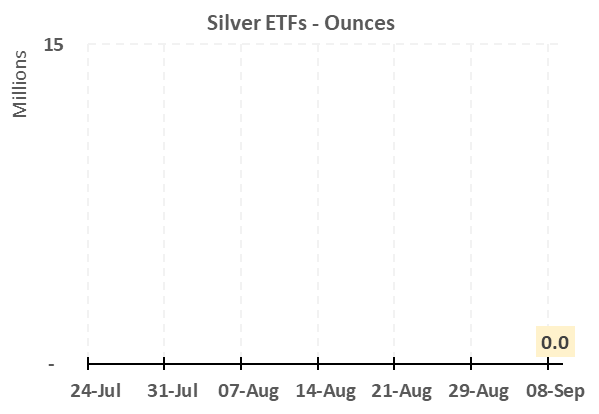 Silver ETFs - Ounces
15
Millions
0.0
-
24-Jul 31-Jul 07-Aug 14-Aug 21-Aug 29-Aug 08-Sep